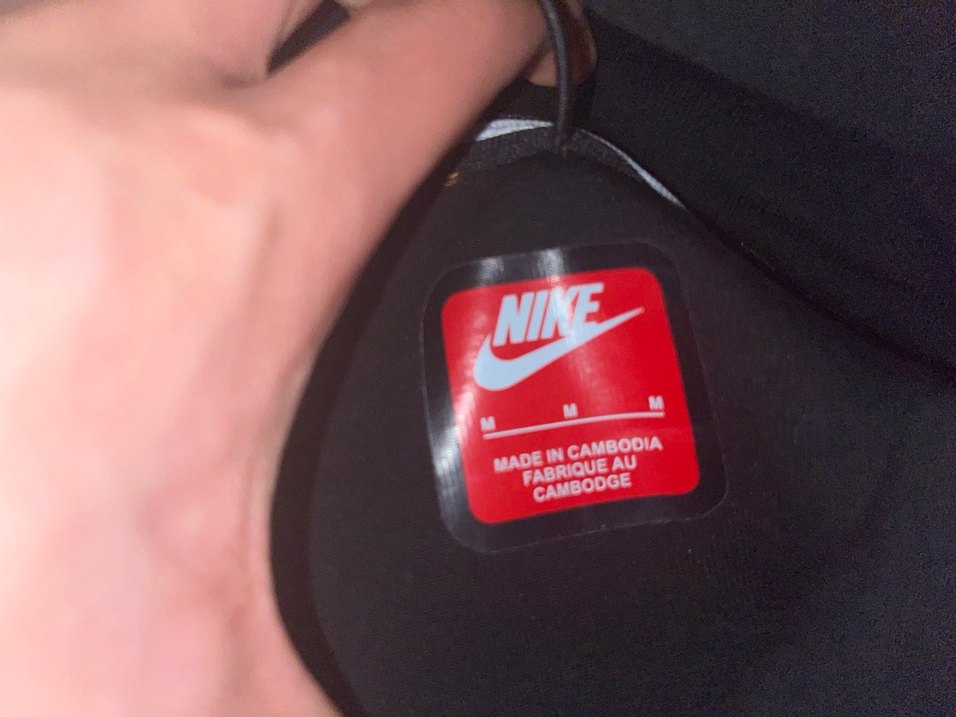 NIKE
M M M
MADE IN CAMBODIA
FABRIQUE AU
CAMBODGE